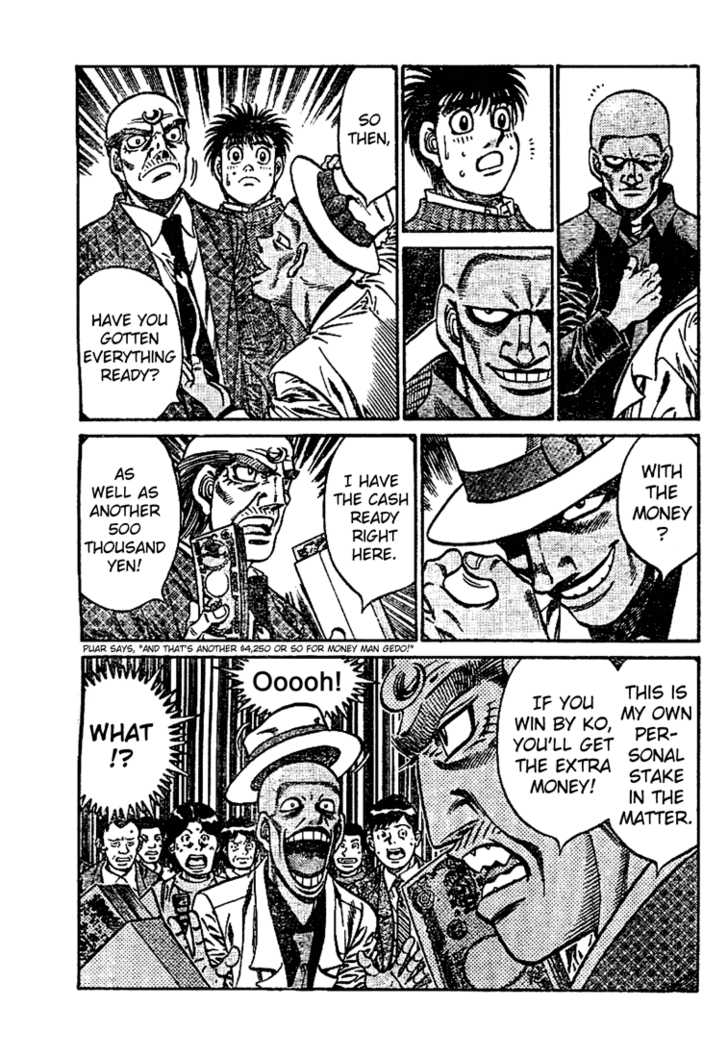 SO
THEN,
HAVE YOU
GOTTEN
EVERYTHING
READY?
WITH
THE
MONEY
?
I HAVE
THE CASH
READY
RIGHT
HERE.
AS
WELL AS
ANOTHER
500
THOUSAND
YEN!
PUAR SAYS, "AND THAT'S ANOTHER $4,250 OR SO FOR MONEY MAN GEDO!"
THIS IS
MY OWN
PER-
SONAL
STAKE
IN THE
MATTER.
IF YOU
WIN BY KO,
YOU'LL GET
THE EXTRA
MONEY!
Ooooh!
WHAT
!?